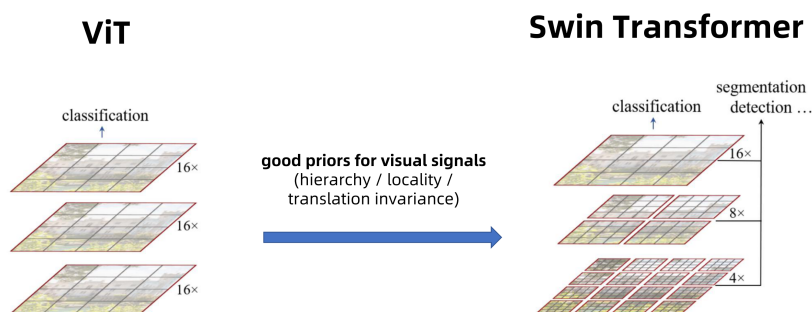 ViT
Swin Transformer
classification
16×
16×
16×
good priors for visual signals
(hierarchy / locality /
translation invariance)
segmentation
classification
detection ...
16×
8×
4×